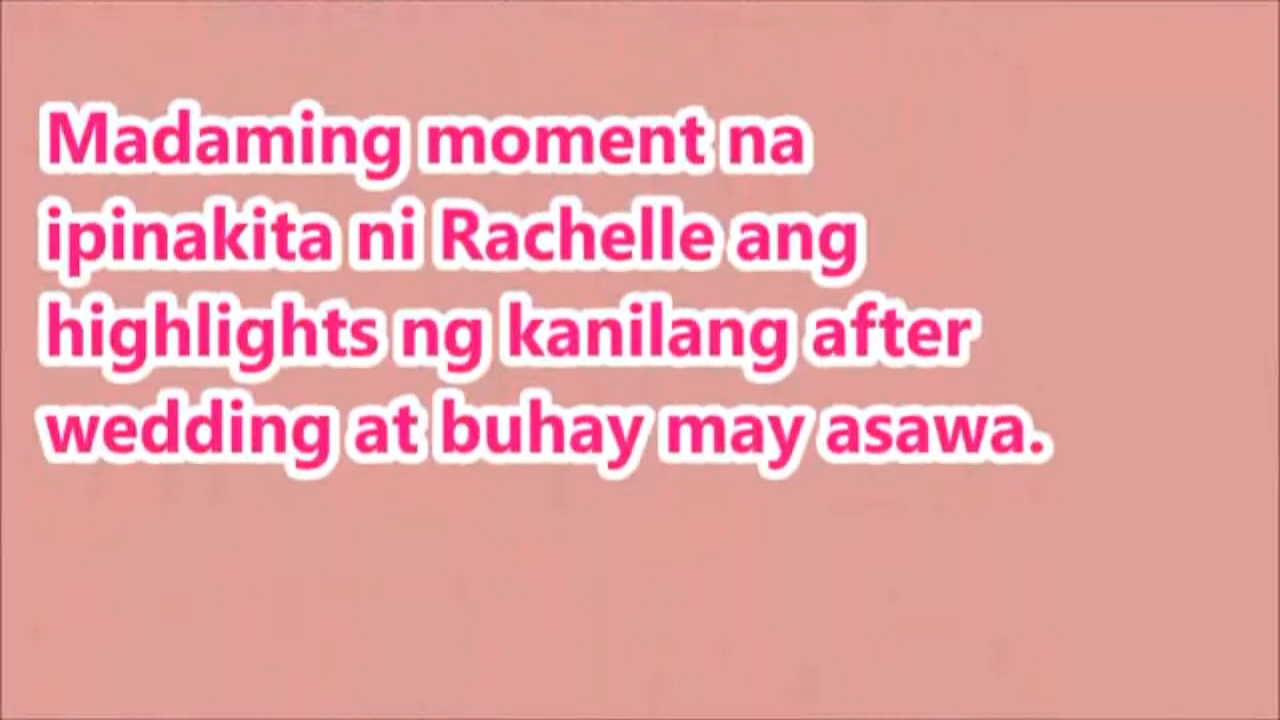 Madaming moment na
ipinakita ni Rachelle ang
highlights ng kanilang after
wedding at buhay may asawa.